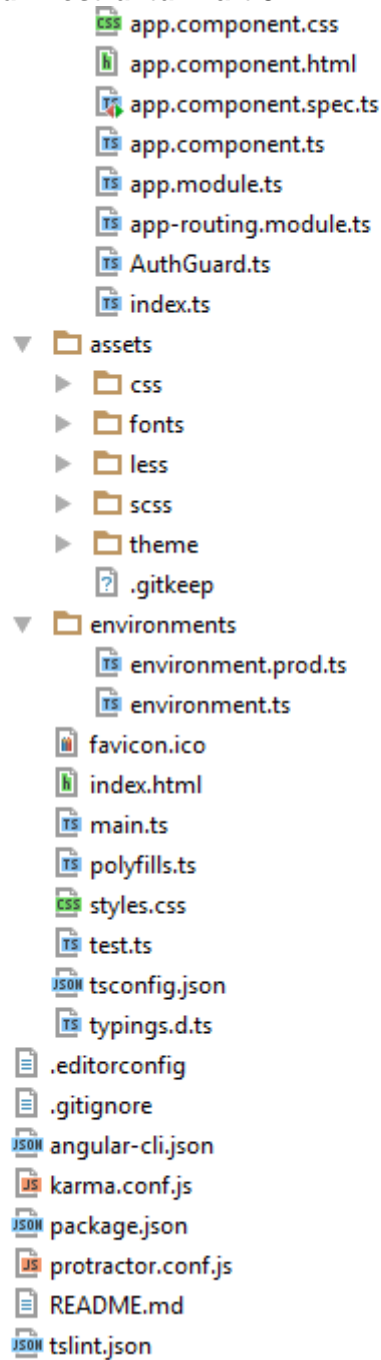 app.component.css
app.component.html
app.component.spec.ts
app.component.ts
app.module.ts
app-routing.module.ts
AuthGuard.ts
index.ts
assets
css
fonts
less
scss
theme
.gitkeep
environments
environment.prod.ts
environment.ts
favicon.ico
index.html
main.ts
polyfills.ts
styles.css
test.ts
tsconfig.json
typings.d.ts
.editorconfig
.gitignore
angular-cli.json
karma.conf.js
package.json
protractor.conf.js
README.md
tslint.json